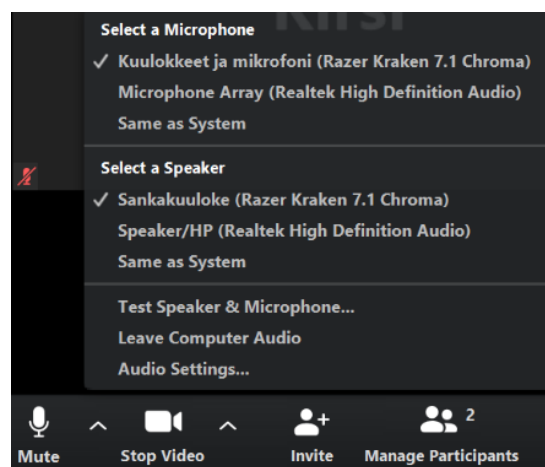 Kirsi
Select a Microphone
✓ Kuulokkeet ja mikrofoni (Razer Kraken 7.1 Chroma)
Microphone Array (Realtek High Definition Audio)
Same as System
Select a Speaker
✓ Sankakuuloke (Razer Kraken 7.1 Chroma)
Speaker/HP (Realtek High Definition Audio)
Same as System
Test Speaker & Microphone...
Leave Computer Audio
Audio Settings...
2
Mute Stop Video Invite Manage Participants